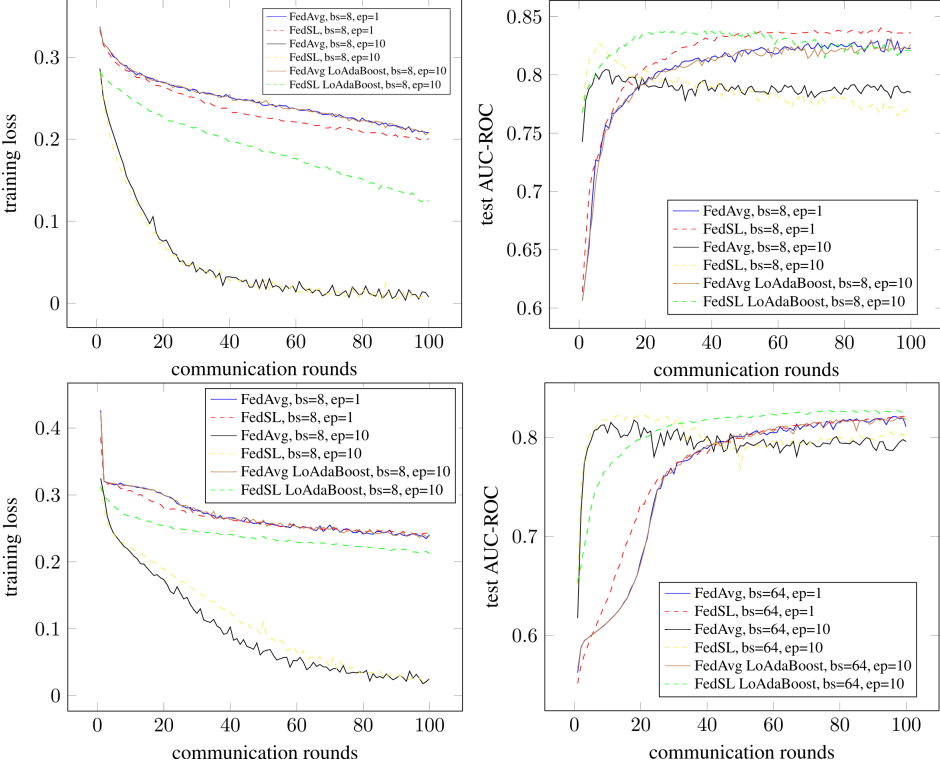 FedAvg, bs=8, ep=1
FedSL, bs=8, ep=1
FedAvg, bs=8, ep=10
FedSL, bs=8, ep=10
FedAvg LoAdaBoost, bs=8, ep=10
FedSL LoAdaBoost, bs=8, ep=10
0.3
0.2
0.1
0
training loss
0 20 40 60 80 100
communication rounds
0.85
0.8
0.75
0.7
0.65
0.6
test AUC-ROC
FedAvg, bs=8, ep=1
FedSL, bs=8, ep=1
FedAvg, bs=8, ep=10
FedSL, bs=8, ep=10
FedAvg LoAdaBoost, bs=8, ep=10
FedSL LoAdaBoost, bs=8, ep=10
0 20 40 60 80 100
communication rounds
FedAvg, bs=8, ep=1
FedSL, bs=8, ep=1
FedAvg, bs=8, ep=10
FedSL, bs=8, ep=10
FedAvg LoAdaBoost, bs=8, ep=10
FedSL LoAdaBoost, bs=8, ep=10
0.4
0.3
0.2
0.1
0
training loss
0 20 40 60 80 100
communication rounds
0.8
0.7
0.6
test AUC-ROC
FedAvg, bs=64, ep=1
FedSL, bs=64, ep=1
FedAvg, bs=64, ep=10
FedSL, bs=64, ep=10
FedAvg LoAdaBoost, bs=64, ep=10
FedSL LoAdaBoost, bs=64, ep=10
0 20 40 60 80 100
communication rounds